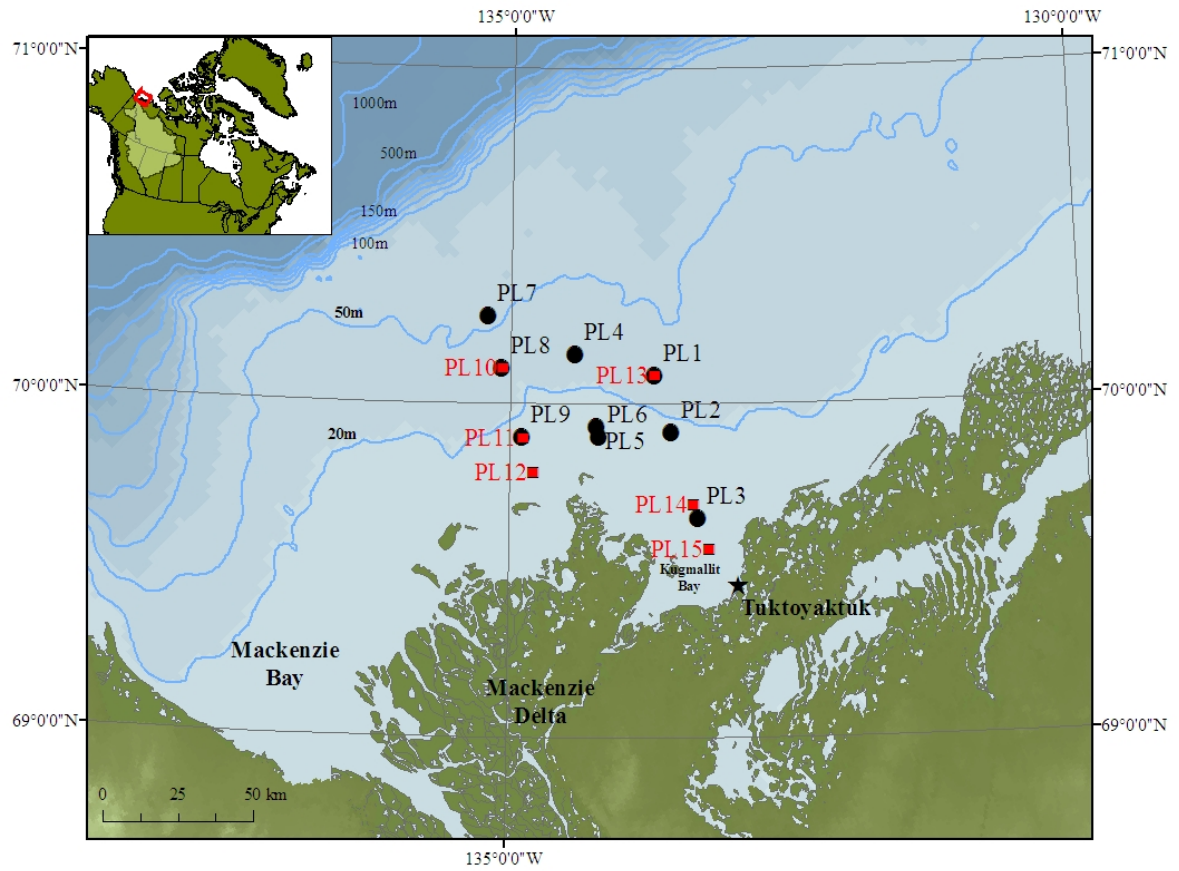 135°0'0"W
130°0'0"W
71°0'0"N
71°0'0"N
1000m
500m
150m
100m
50m
PL7
PL4
PL8
PL1
PL10
PL13
70°0'0"N
70°0'0"N
20m
PL9
PL6
PL2
PL11
PL5
PL12
PL3
PL14
PL15
Kugmallit
Bay
Tuktoyaktuk
Mackenzie
Bay
Mackenzie
Delta
69°0'0"N
69°0'0"N
0 25 50 km
135°0'0"W